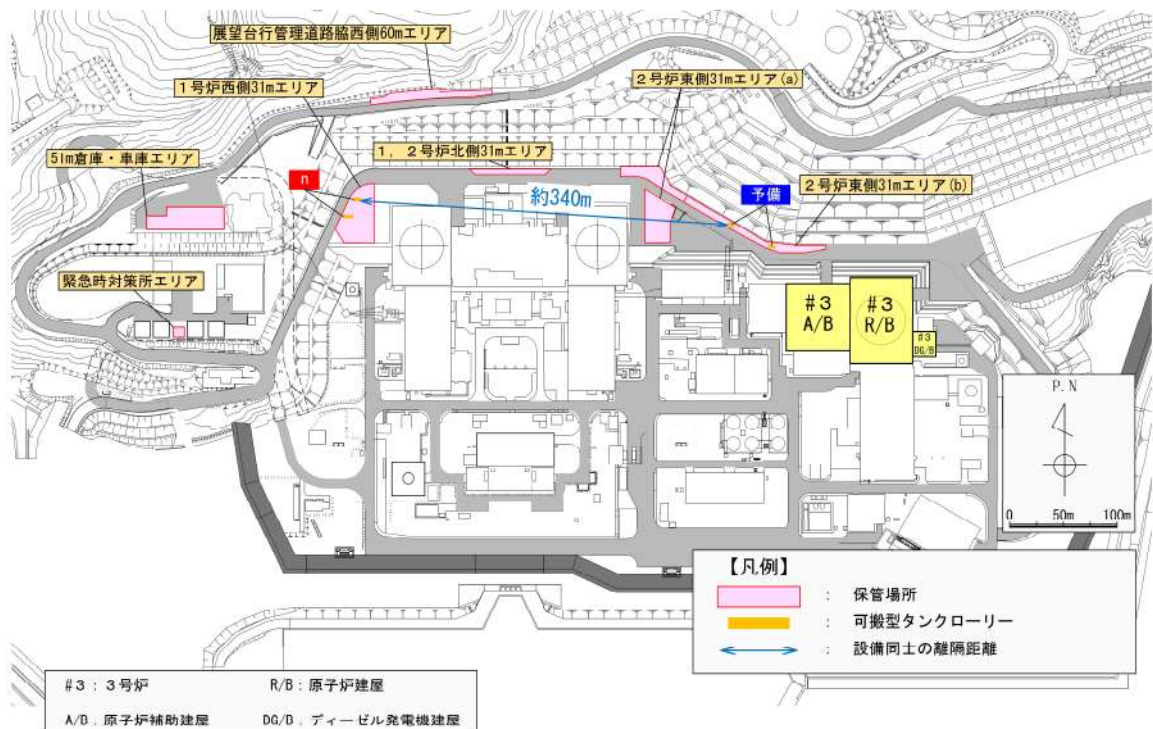 展望台行管理道路脇西側60mエリア
1号炉西側31mエリア
2号炉東側31mエリア(a)
51m倉庫・車庫エリア
1,2号炉北側31mエリア
n
予備
2号炉東側31mエリア(b)
約340m
緊急時対策所エリア
#3
A/B
#3
R/B
#3
DG/B
P.N
0 50m 100m
【凡例】
: 保管場所
: 可搬型タンクローリー
: 設備同士の離隔距離
#3:3号炉 R/B:原子炉建屋
A/B.原子炉補助建屋 DG/B.ディーゼル発電機建屋